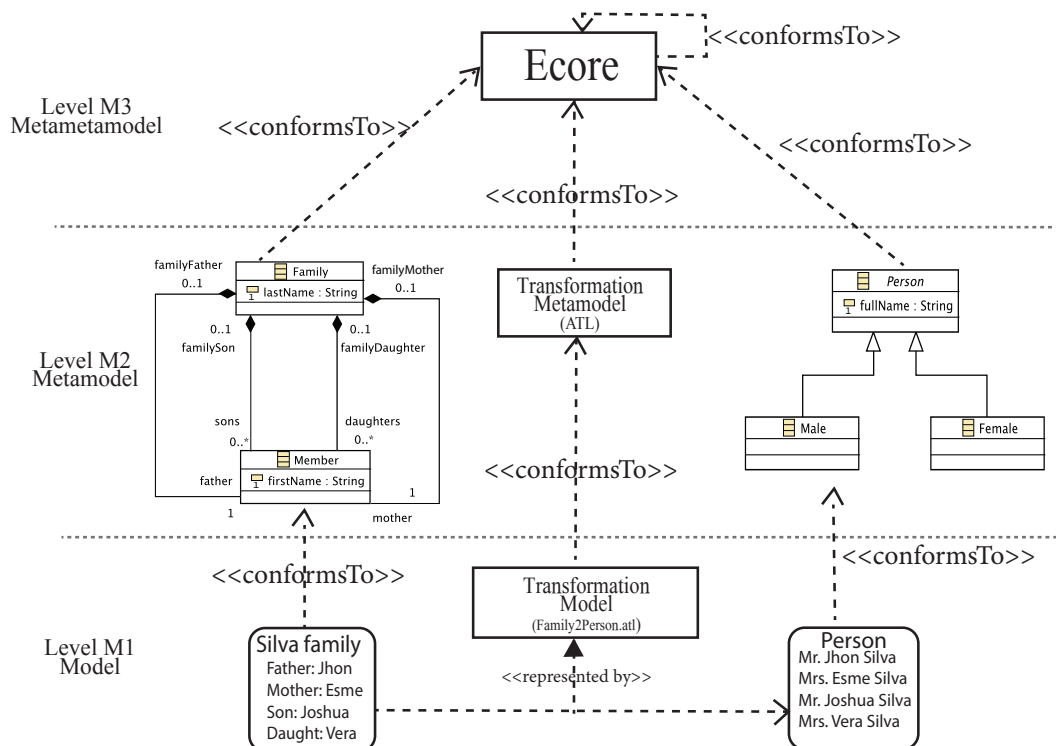 <<conformsTo>>
Ecore
Level M3
Metametamodel
<<conformsTo>>
<<conformsTo>>
<<conformsTo>>
Level M2
Metamodel
familyFather
0..1
Family
lastName : String
familyMother
0..1
0..1
familySon
0..1
familyDaughter
sons
0..*
daughters
0..*
Member
firstName : String
father
1
1
mother
Transformation
Metamodel
(ATL)
<<conformsTo>>
Person
fullName : String
Male
Female
<<conformsTo>>
<<conformsTo>>
Level M1
Model
Transformation
Model
(Family2Person.atl)
<<represented by>>
Silva family
Father: Jhon
Mother: Esme
Son: Joshua
Daught: Vera
Person
Mr. Jhon Silva
Mrs. Esme Silva
Mr. Joshua Silva
Mrs. Vera Silva